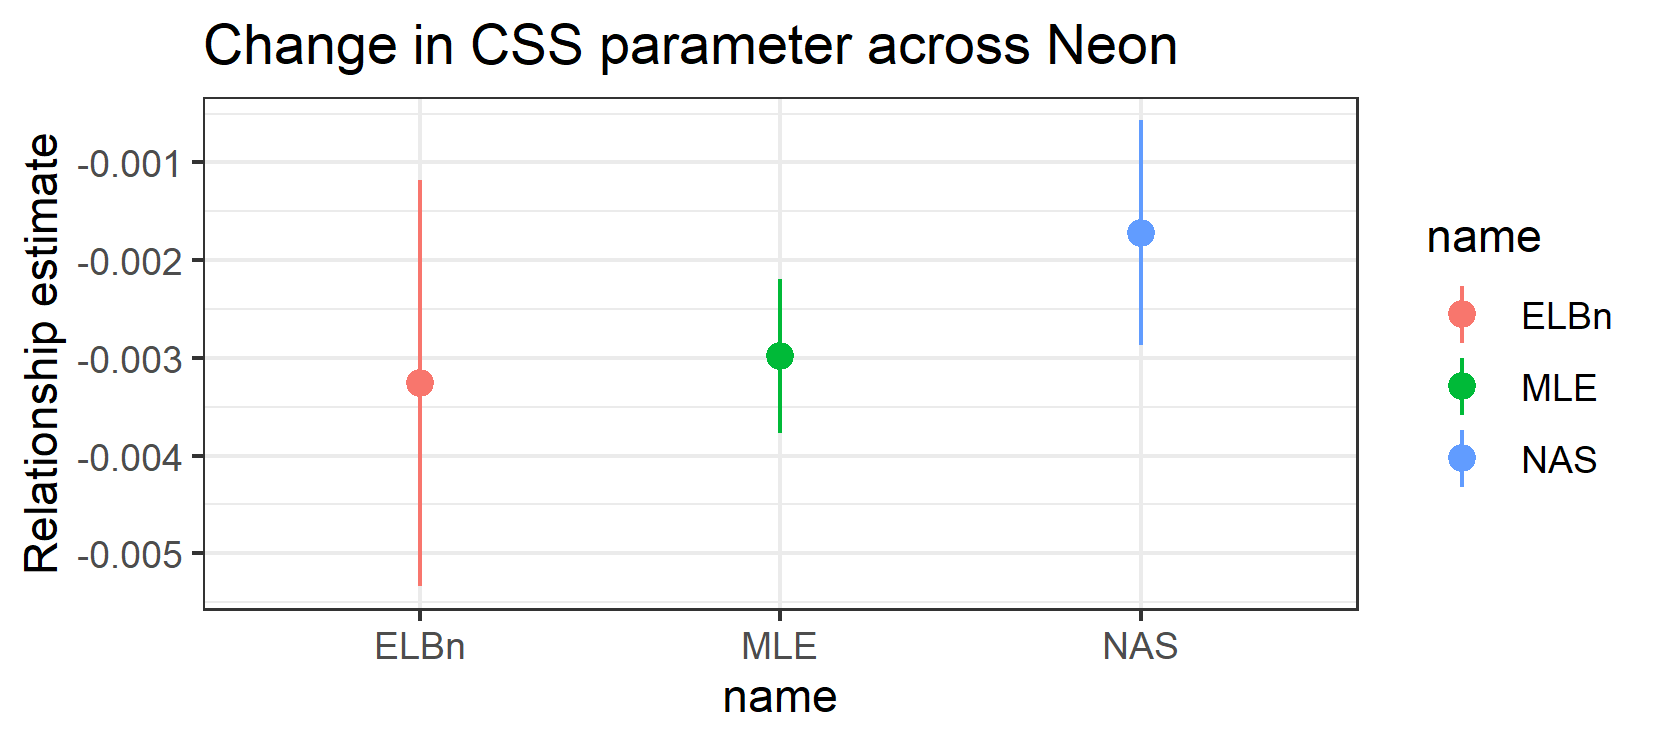 Change in CSS parameter across Neon
Relationship estimate
-0.001
-0.002
-0.003
-0.004
-0.005
ELBn
MLE
NAS
name
name
ELBn
MLE
NAS